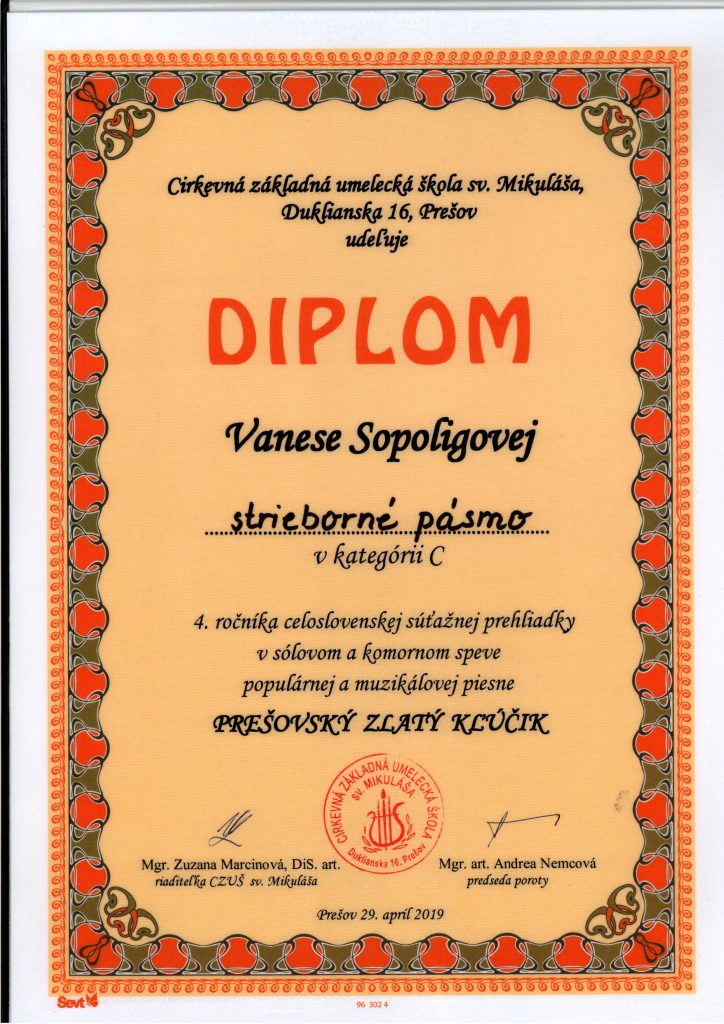 Cirkevná základná umelecká škola sv. Mikuláša,
Duklianska 16, Prešov
udeľuje
DIPLOM
Vanese Sopoligovej
strieborné pásmo
v kategórii C
4. ročníka celoslovenskej súťažnej prehliadky
v sólovom a komornom speve
populárnej a muzikálovej piesne
PREŠOVSKÝ ZLATÝ KĽÚČIK
CIRKEVNÁ ZÁKLADNÁ UMELECKÁ ŠKOLA
SV. MIKULÁŠA
Duklianska 16, Prešov
Mgr. Zuzana Marcinová, DiS. art.
riaditeľka CZUŠ sv. Mikuláša
Mgr. art. Andrea Nemcová
predseda poroty
Prešov 29. apríl 2019
Sevt
96 302 4